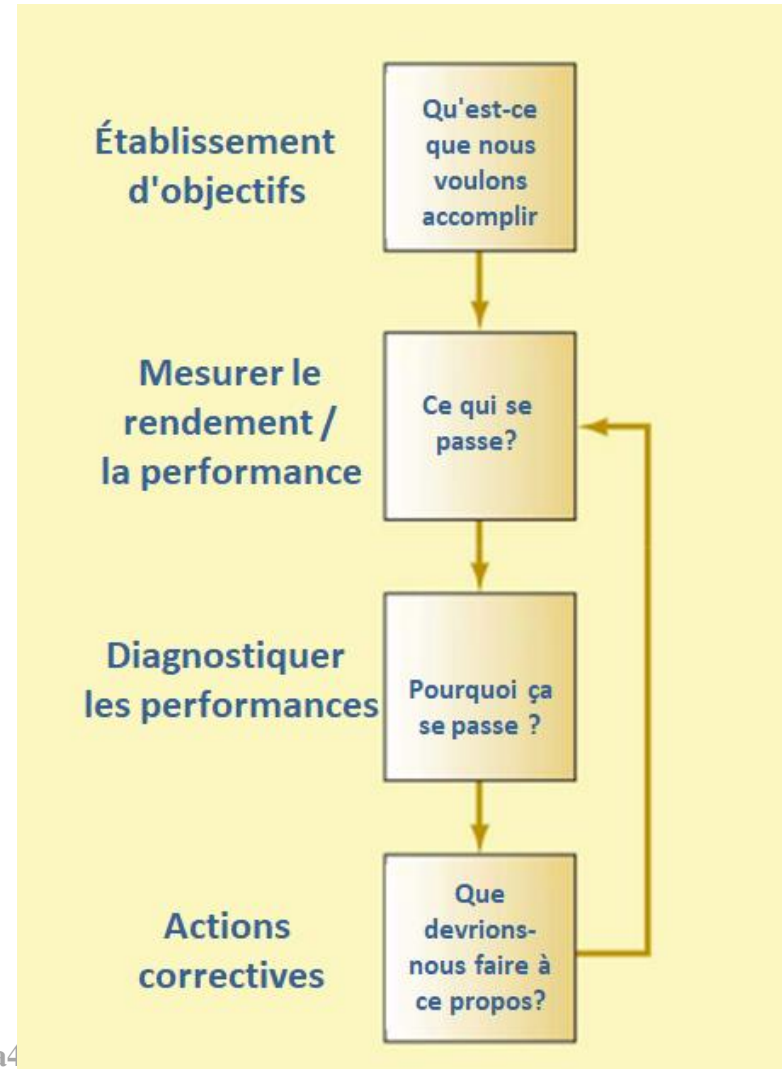 Établissement
d'objectifs
Qu'est-ce
que nous
voulons
accomplir
Mesurer le
rendement /
la performance
Ce qui se
passe?
Diagnostiquer
les performances
Pourquoi ça
se passe ?
Actions
correctives
Que
devrions-
nous faire à
ce propos?